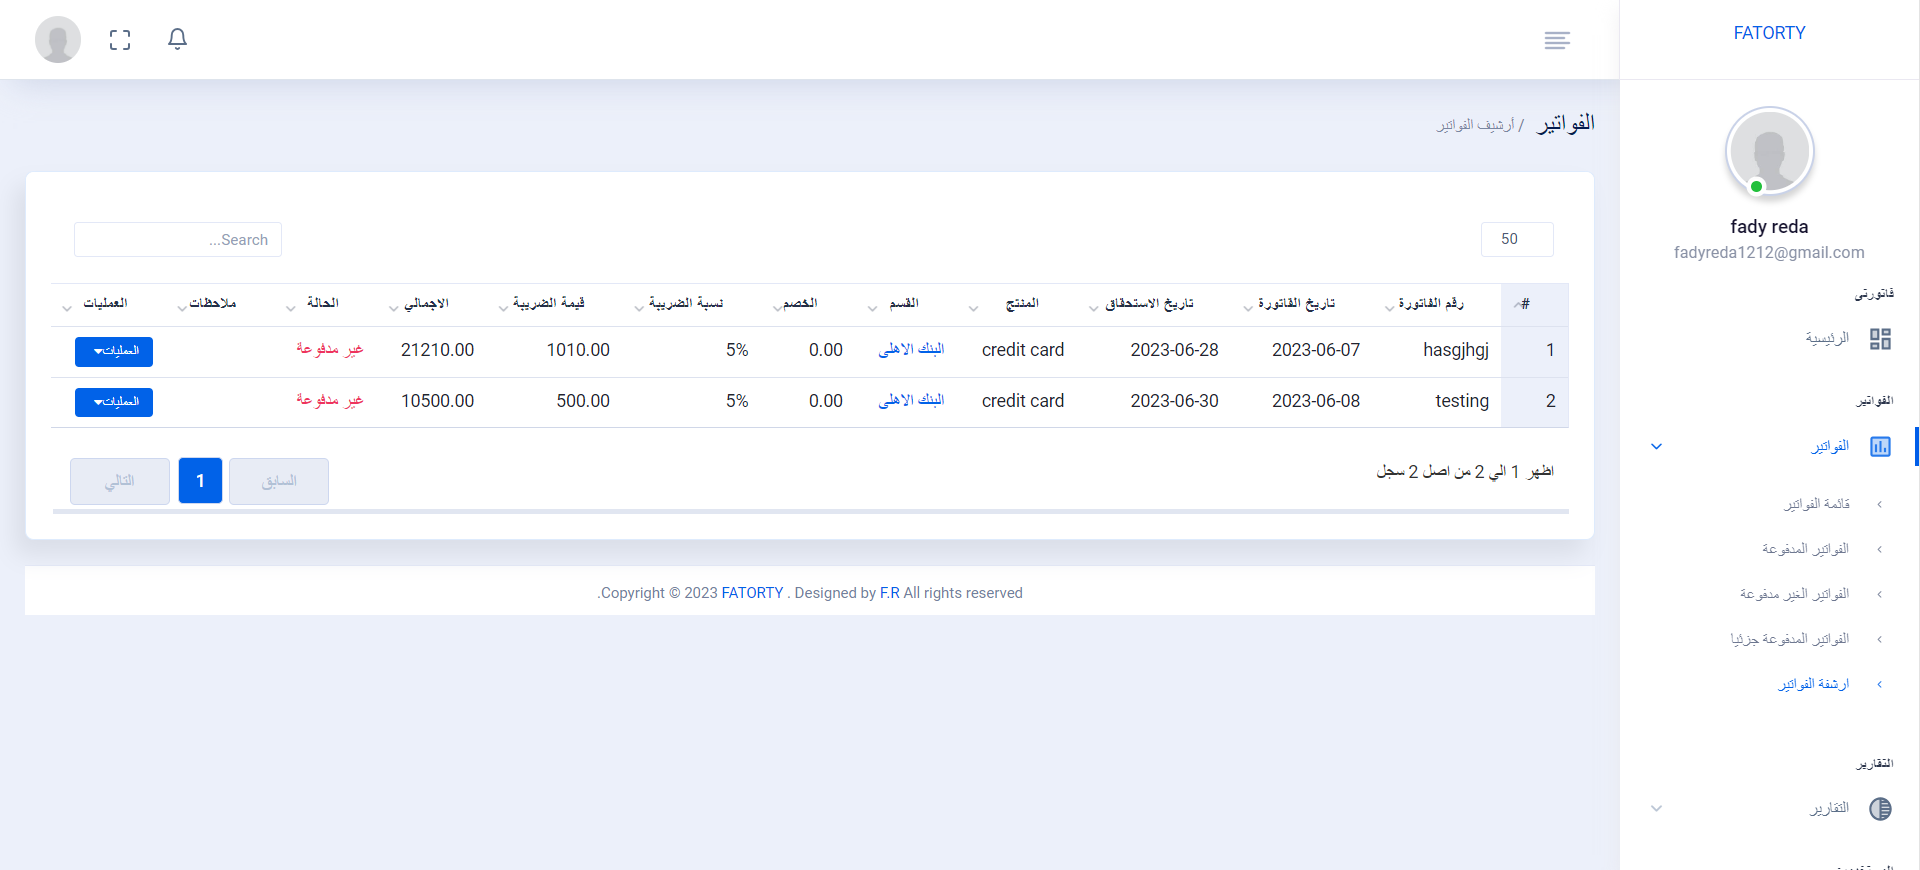 FATORTY
fady reda
fadyreda1212@gmail.com
فاتورتى
الرئيسية
الفواتير
الفواتير
قائمة الفواتير
الفواتير المدفوعة
الفواتير الغير مدفوعة
الفواتير المدفوعة جزئيا
ارشفة الفواتير
التقارير
التقارير
الفواتير / أرشيف الفواتير
50
Search...
# رقم الفاتورة تاريخ الفاتورة تاريخ الاستحقاق المنتج القسم الخصم نسبة الضريبة قيمة الضريبة الاجمالي الحالة ملاحظات العمليات
1 hasgjhgj 2023-06-07 2023-06-28 credit card البنك الاهلى 0.00 5% 1010.00 21210.00 غير مدفوعة العمليات
2 testing 2023-06-08 2023-06-30 credit card البنك الاهلى 0.00 5% 500.00 10500.00 غير مدفوعة العمليات
اظهر 1 الي 2 من اصل 2 سجل
السابق 1 التالي
.Copyright © 2023 FATORTY . Designed by F.R All rights reserved